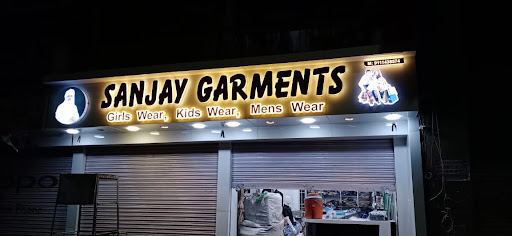 SANJAY GARMENTS
Girls Wear, Kids Wear, Mens Wear